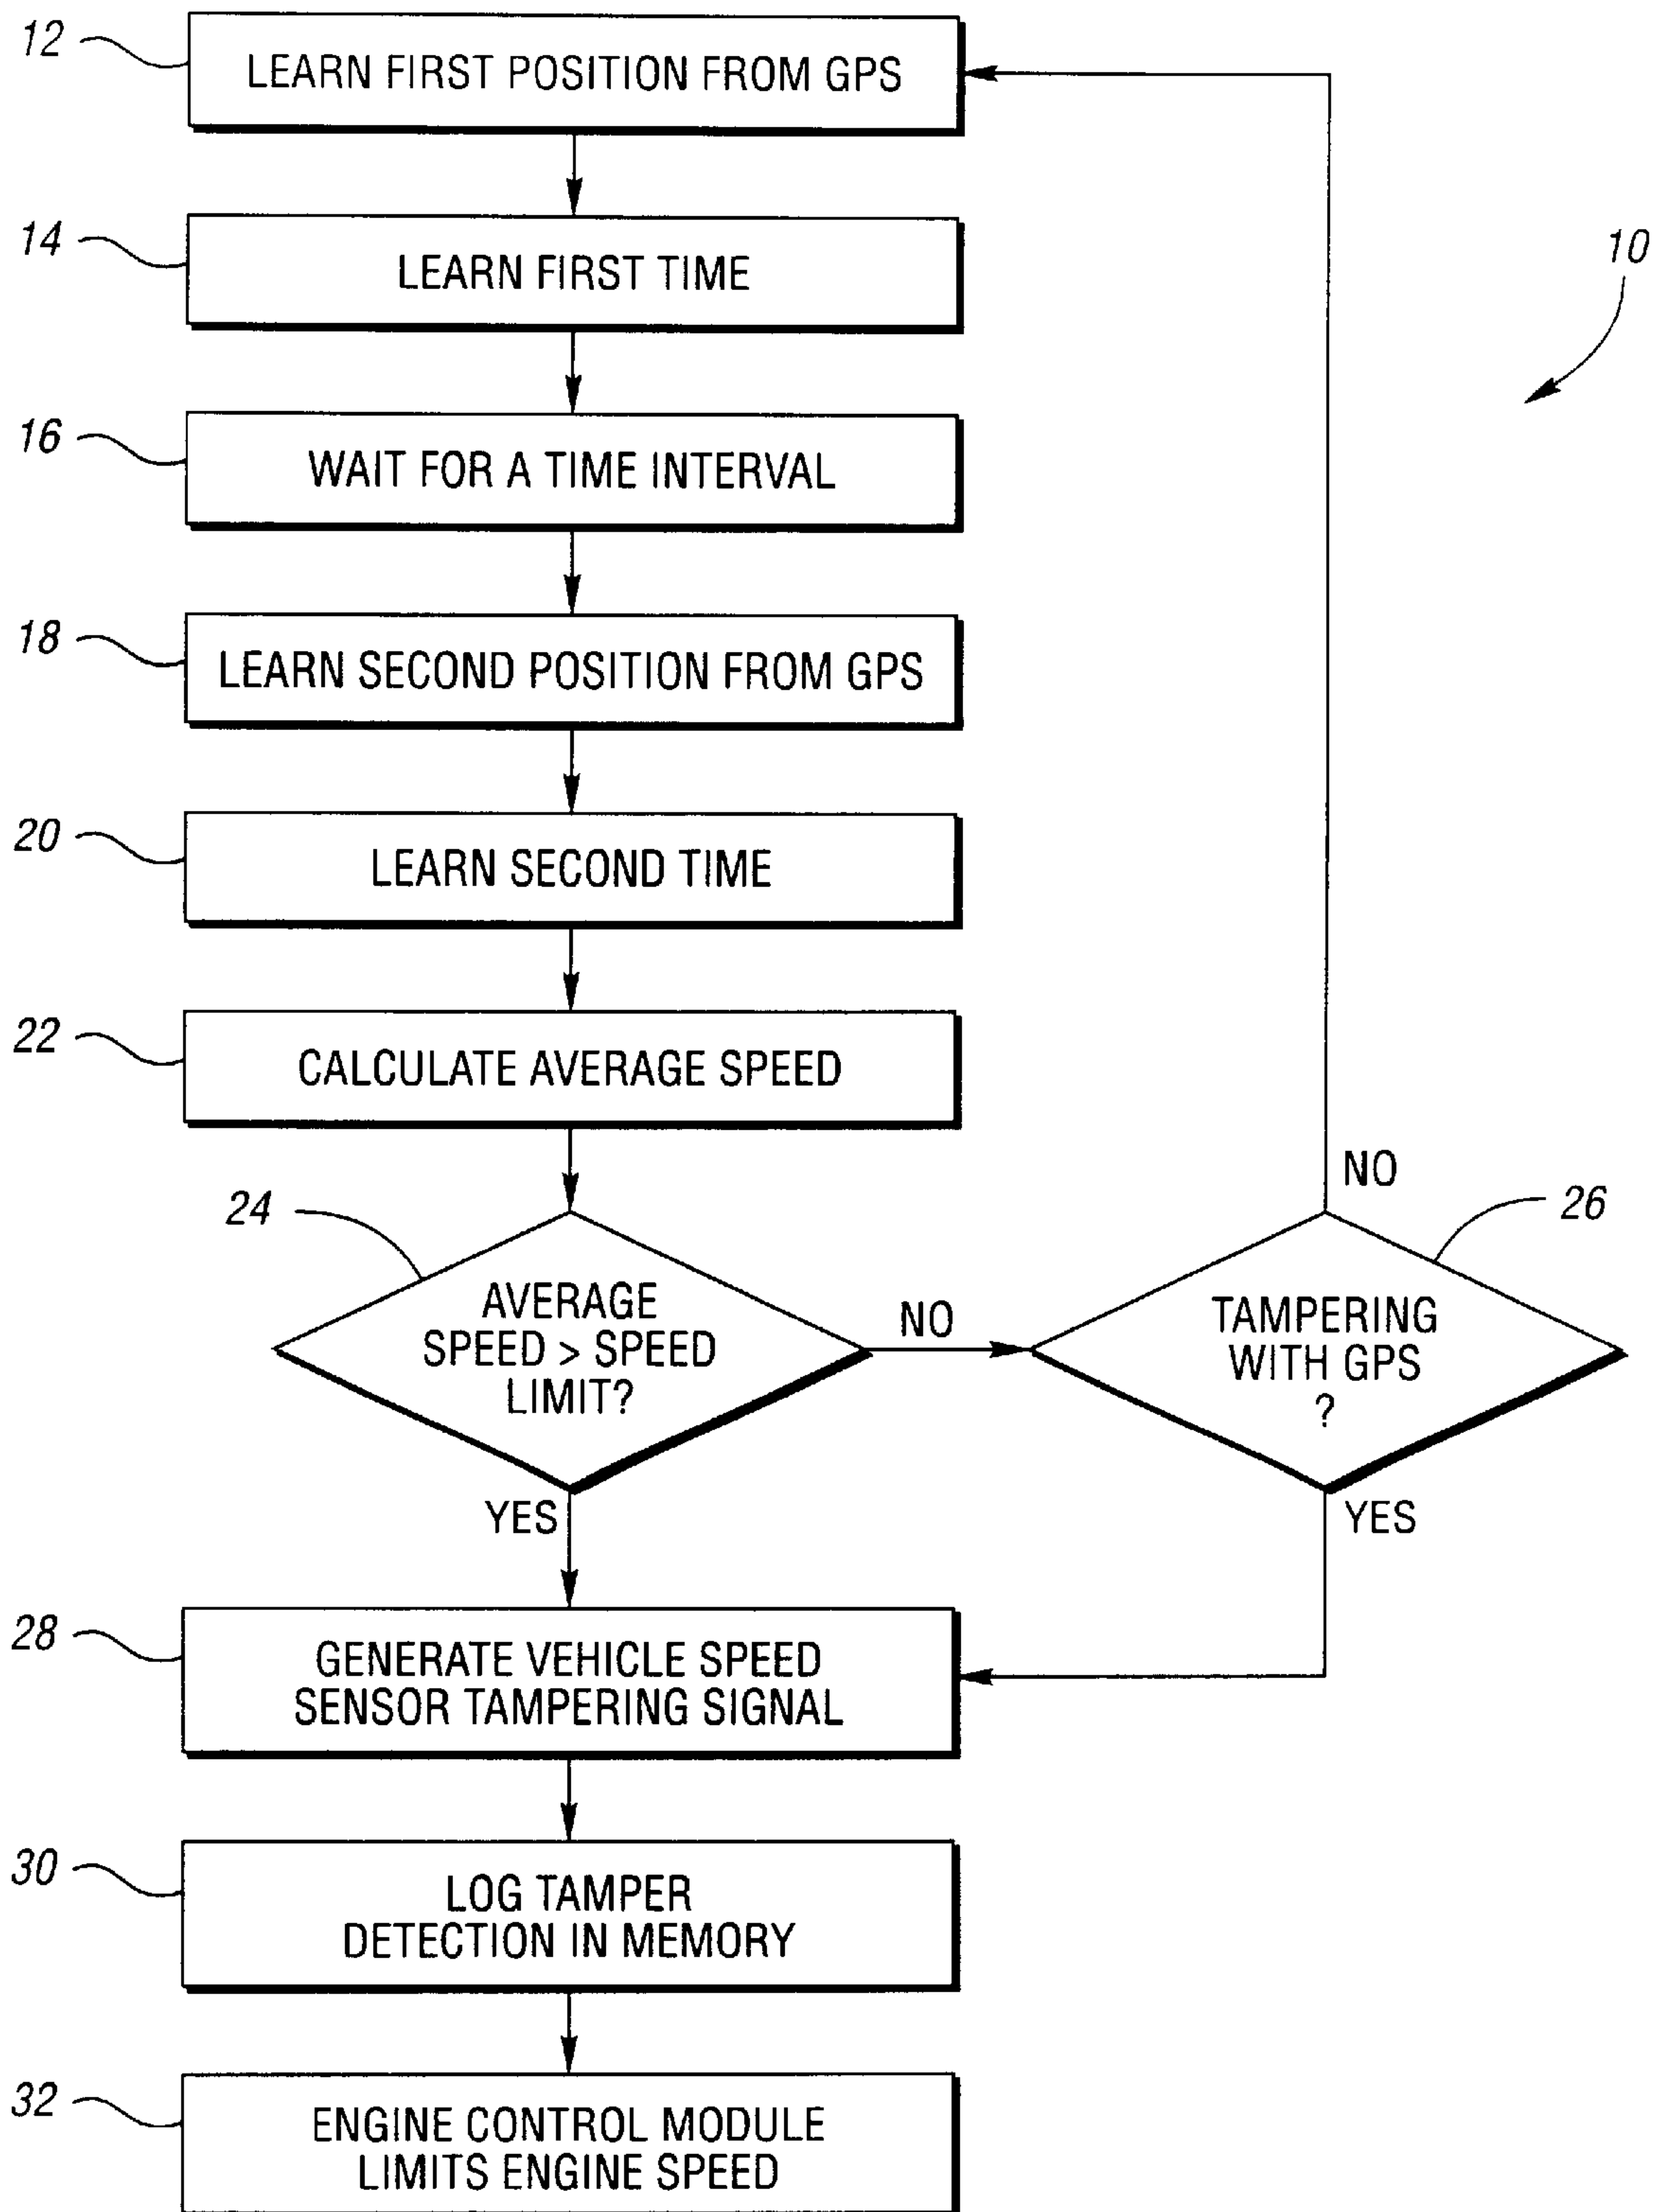 12
LEARN FIRST POSITION FROM GPS
14
LEARN FIRST TIME
10
16
WAIT FOR A TIME INTERVAL
18
LEARN SECOND POSITION FROM GPS
20
LEARN SECOND TIME
22
CALCULATE AVERAGE SPEED
24
AVERAGE
SPEED > SPEED
LIMIT?
NO
NO
26
TAMPERING
WITH GPS
?
YES
YES
28
GENERATE VEHICLE SPEED
SENSOR TAMPERING SIGNAL
30
LOG TAMPER
DETECTION IN MEMORY
32
ENGINE CONTROL MODULE
LIMITS ENGINE SPEED